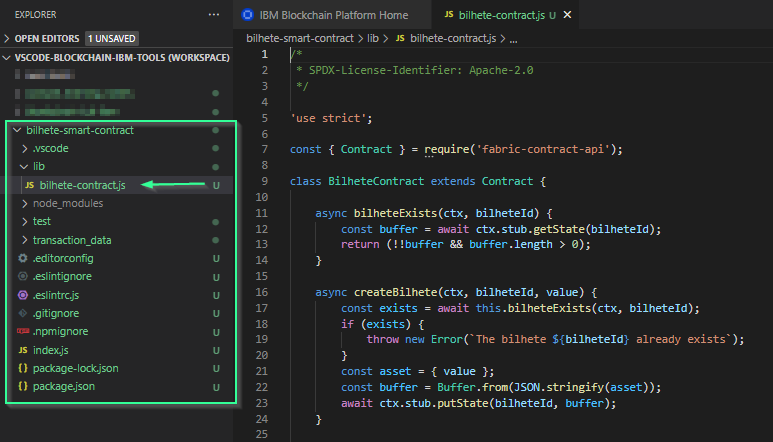 EXPLORER
OPEN EDITORS 1 UNSAVED
VSCODE-BLOCKCHAIN-IBM-TOOLS (WORKSPACE)
bilhete-smart-contract
.vscode
lib
JS bilhete-contract.js U
node_modules
test
transaction_data
.editorconfig U
.eslintignore U
.eslintrc.js U
.gitignore U
.npmignore U
JS index.js U
{} package-lock.json U
{} package.json U
IBM Blockchain Platform Home
JS bilhete-contract.js U
bilhete-smart-contract > lib > JS bilhete-contract.js > ...
1 /*
2  * SPDX-License-Identifier: Apache-2.0
3  */
4
5 'use strict';
6
7 const { Contract } = require('fabric-contract-api');
8
9 class BilheteContract extends Contract {
10
11     async bilheteExists(ctx, bilheteId) {
12         const buffer = await ctx.stub.getState(bilheteId);
13         return (!!buffer && buffer.length > 0);
14     }
15
16     async createBilhete(ctx, bilheteId, value) {
17         const exists = await this.bilheteExists(ctx, bilheteId);
18         if (exists) {
19             throw new Error(`The bilhete ${bilheteId} already exists`);
20         }
21         const asset = { value };
22         const buffer = Buffer.from(JSON.stringify(asset));
23         await ctx.stub.putState(bilheteId, buffer);
24     }
25